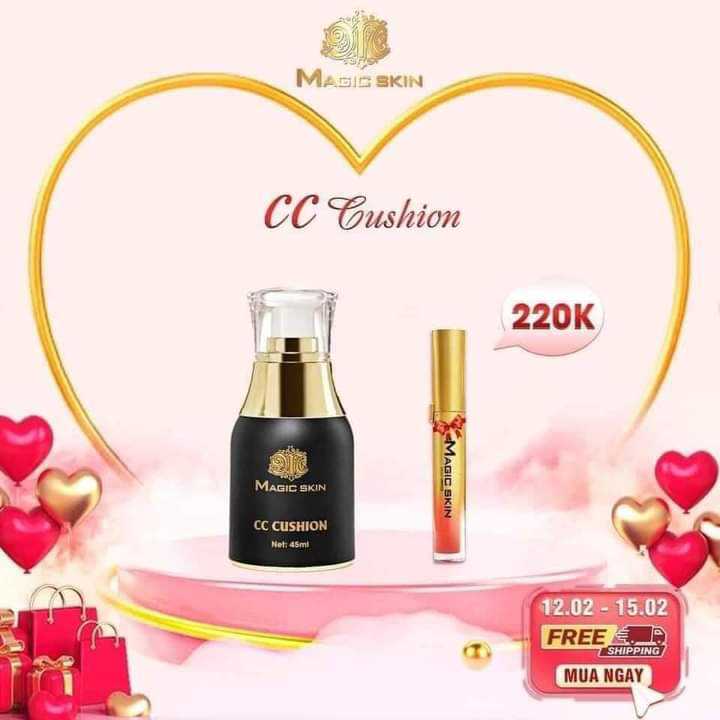 MAGIC SKIN
CC Cushion
220K
MAGIC SKIN
CC CUSHION
Net: 45ml
MAGIC SKIN
12.02 - 15.02
FREE
SHIPPING
MUA NGAY